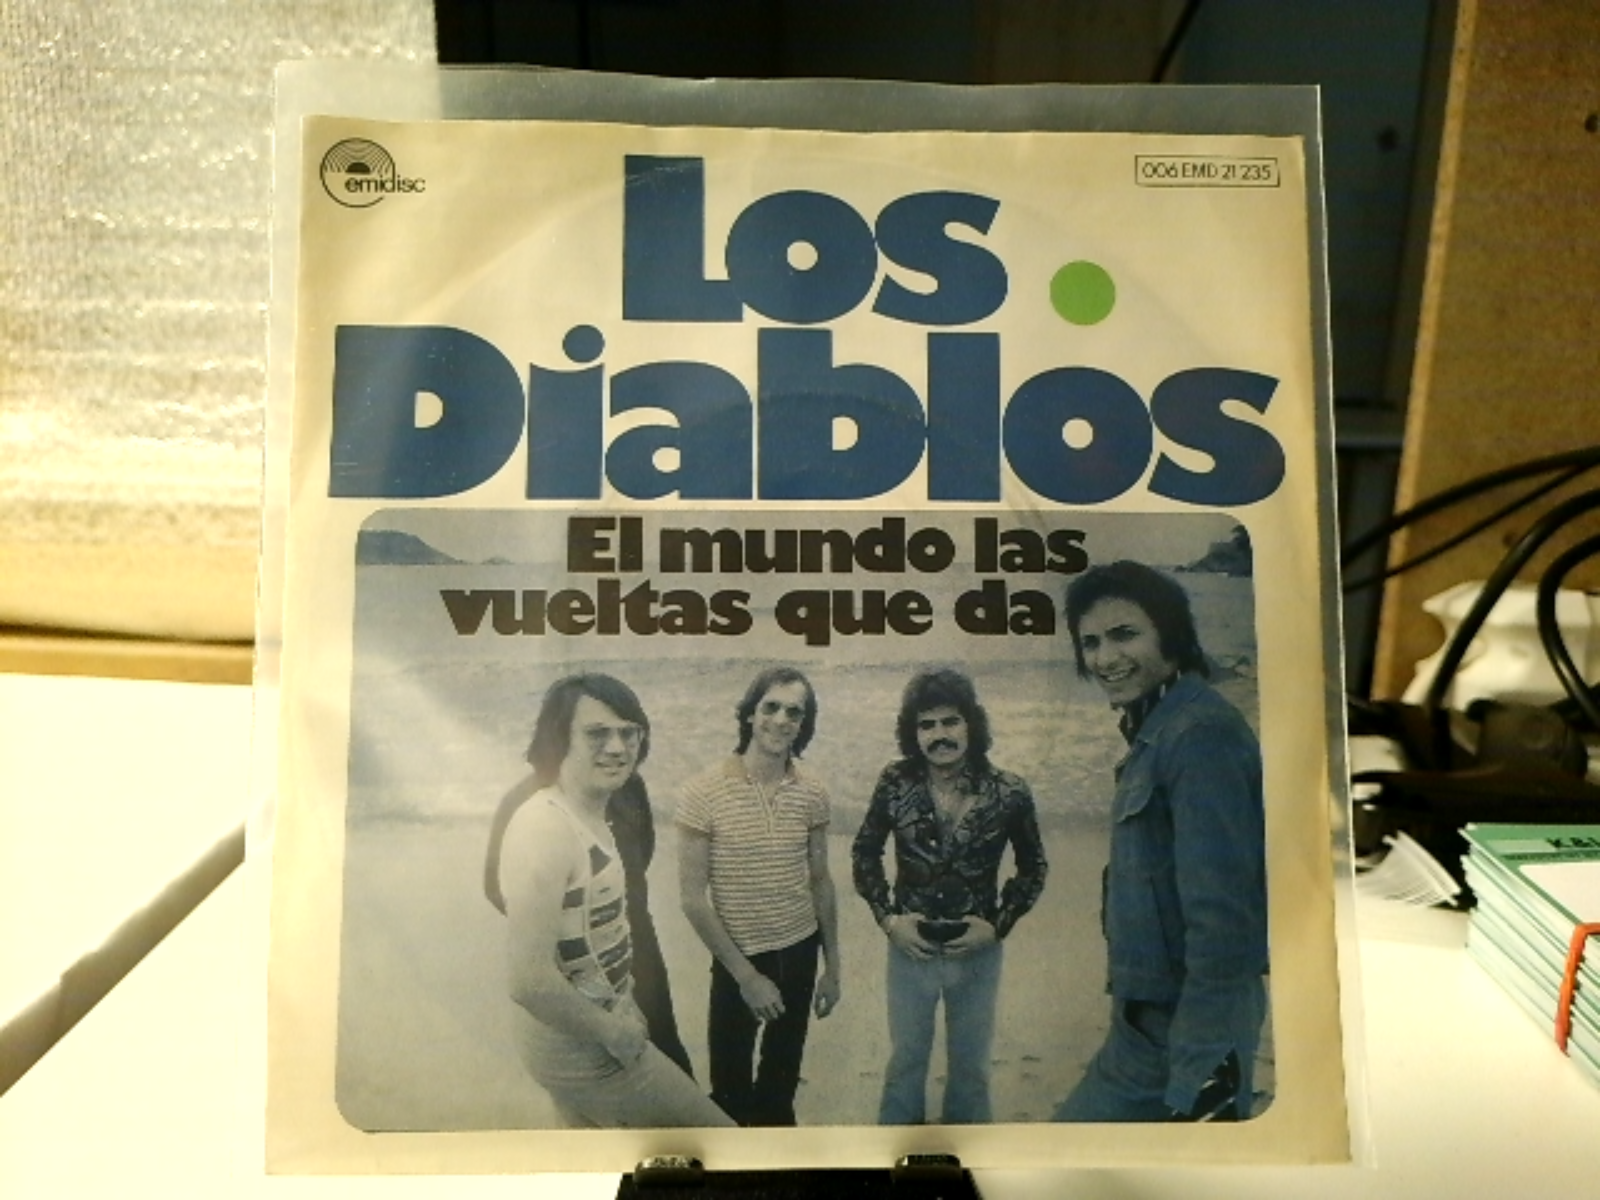 emidisc
006 EMD 21 235
Los
Diablos
El mundo las
vueltas que da